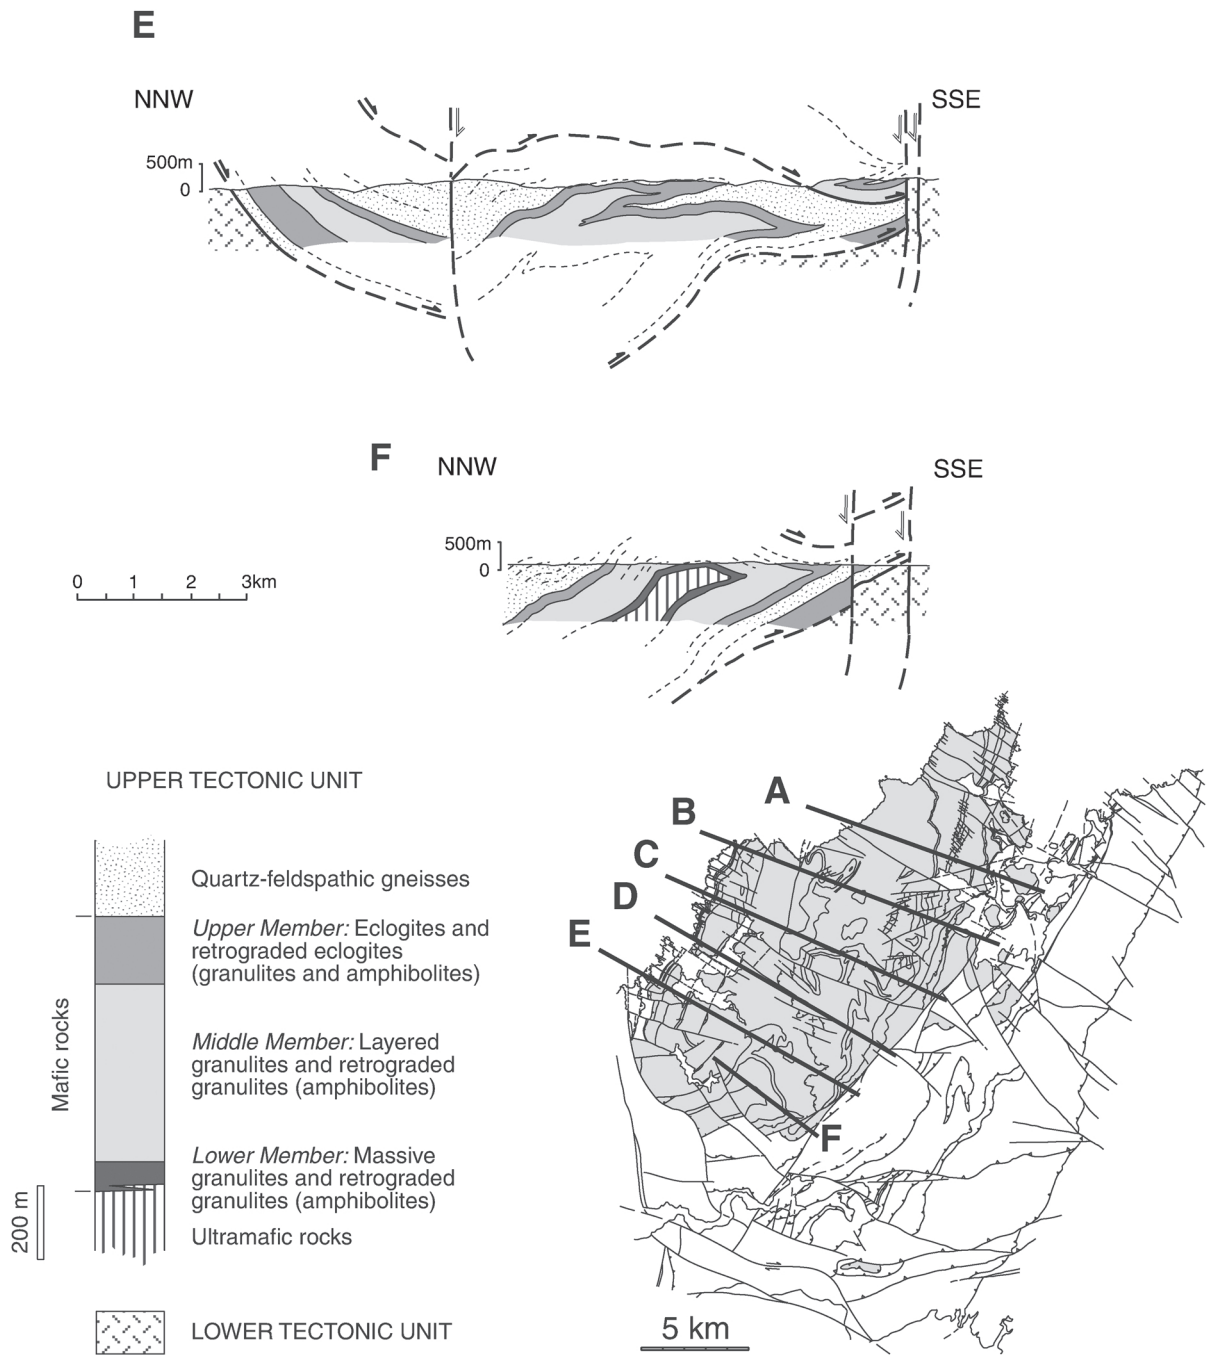 E
NNW
SSE
500m
0
F
NNW
SSE
500m
0
0 1 2 3km
UPPER TECTONIC UNIT
Quartz-feldspathic gneisses
Upper Member: Eclogites and
retrograded eclogites
(granulites and amphibolites)
Mafic rocks
Middle Member: Layered
granulites and retrograded
granulites (amphibolites)
Lower Member: Massive
granulites and retrograded
granulites (amphibolites)
200 m
Ultramafic rocks
LOWER TECTONIC UNIT
A
B
C
D
E
F
5 km